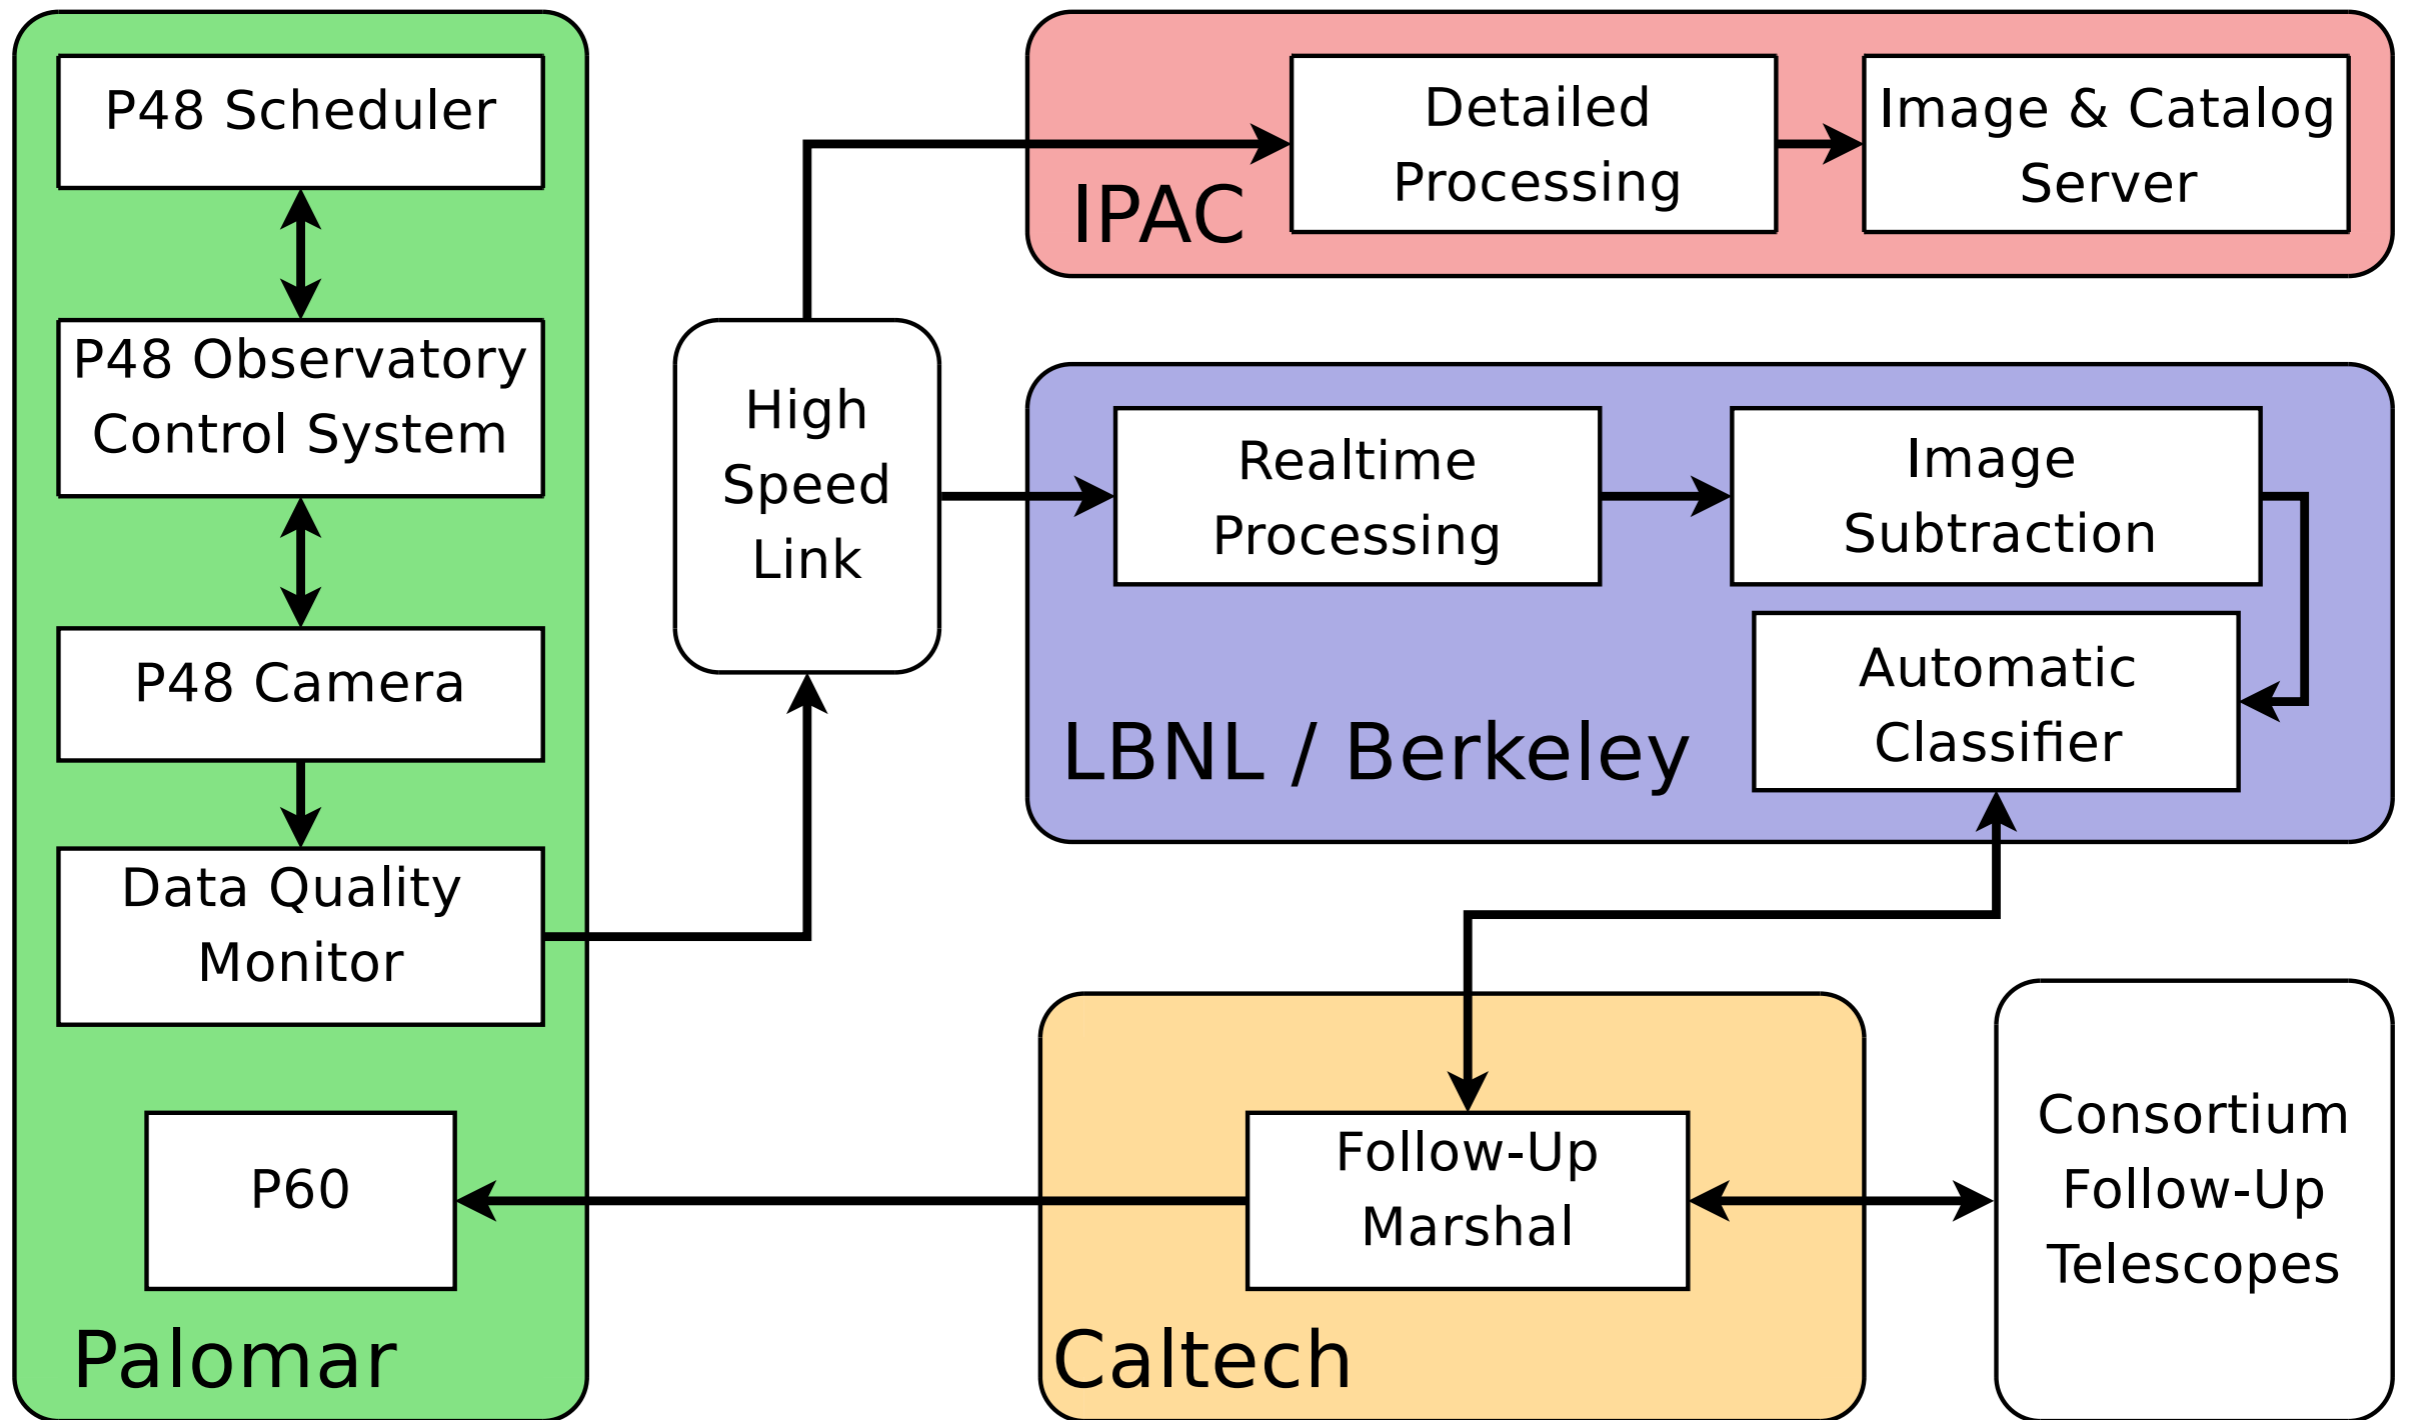 P48 Scheduler
P48 Observatory
Control System
P48 Camera
Data Quality
Monitor
P60
Palomar
High
Speed
Link
IPAC
Detailed
Processing
Image & Catalog
Server
Realtime
Processing
Image
Subtraction
Automatic
Classifier
LBNL / Berkeley
Follow-Up
Marshal
Caltech
Consortium
Follow-Up
Telescopes